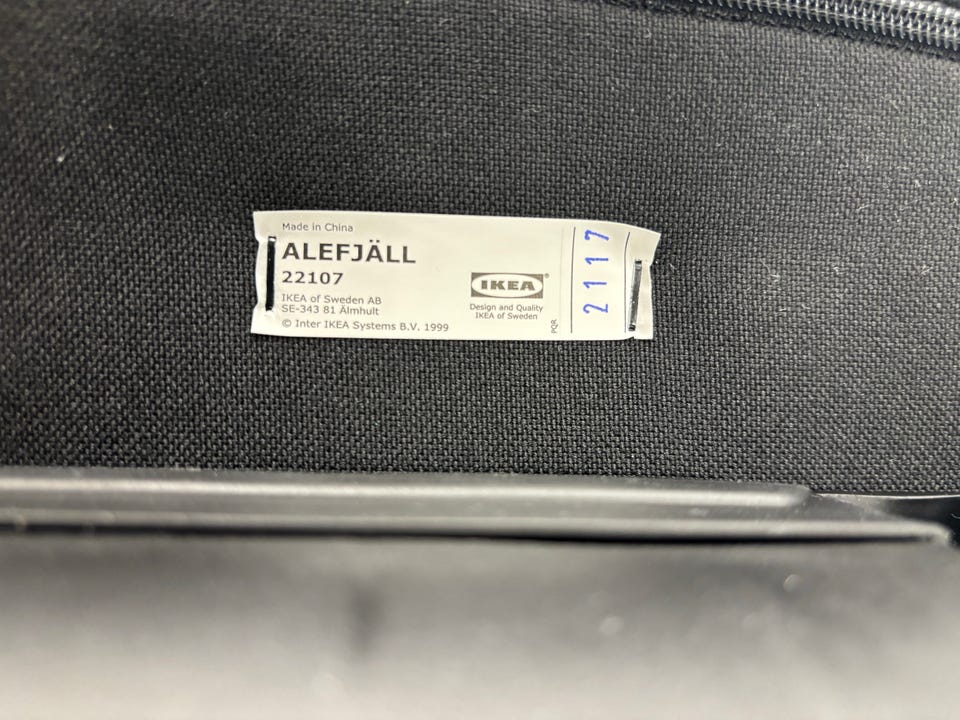 Made in China
ALEFJÄLL
22107
IKEA of Sweden AB
SE-343 81 Älmhult
© Inter IKEA Systems B.V. 1999
IKEA®
Design and Quality
IKEA of Sweden
PQR
2117